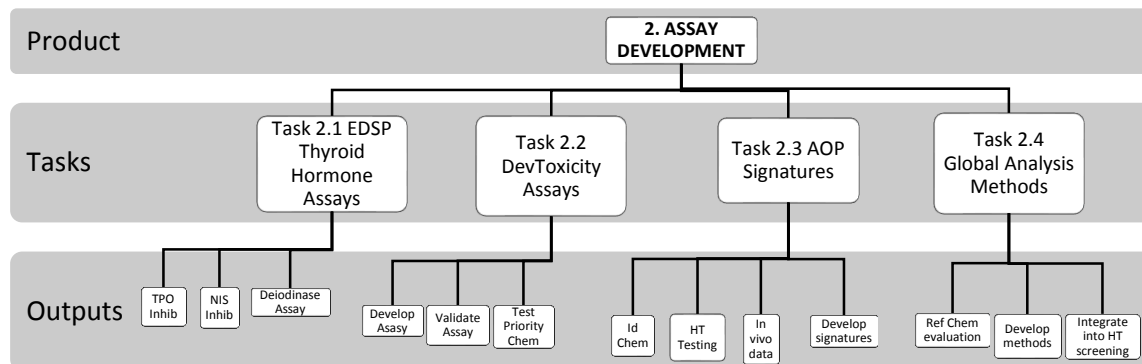 Product
2. ASSAY
DEVELOPMENT
Tasks
Task 2.1 EDSP
Thyroid
Hormone
Assays
Task 2.2
DevToxicity
Assays
Task 2.3 AOP
Signatures
Task 2.4
Global Analysis
Methods
Outputs
TPO
Inhib
NIS
Inhib
Deiodinase
Assay
Develop
Asasy
Validate
Assay
Test
Priority
Chem
Id
Chem
HT
Testing
In
vivo
data
Develop
signatures
Ref Chem
evaluation
Develop
methods
Integrate
into HT
screening